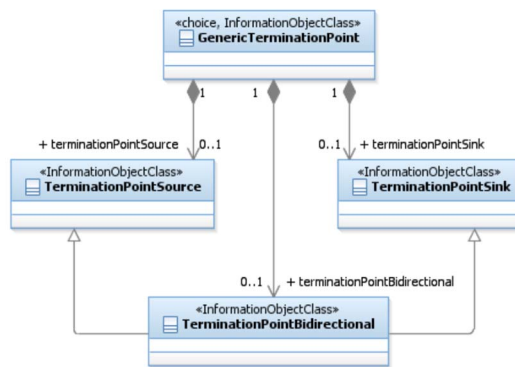 «choice, InformationObjectClass»
GenericTerminationPoint
1
1
1
+ terminationPointSource
0..1
0..1
+ terminationPointSink
«InformationObjectClass»
TerminationPointSource
«InformationObjectClass»
TerminationPointSink
0..1
+ terminationPointBidirectional
«InformationObjectClass»
TerminationPointBidirectional